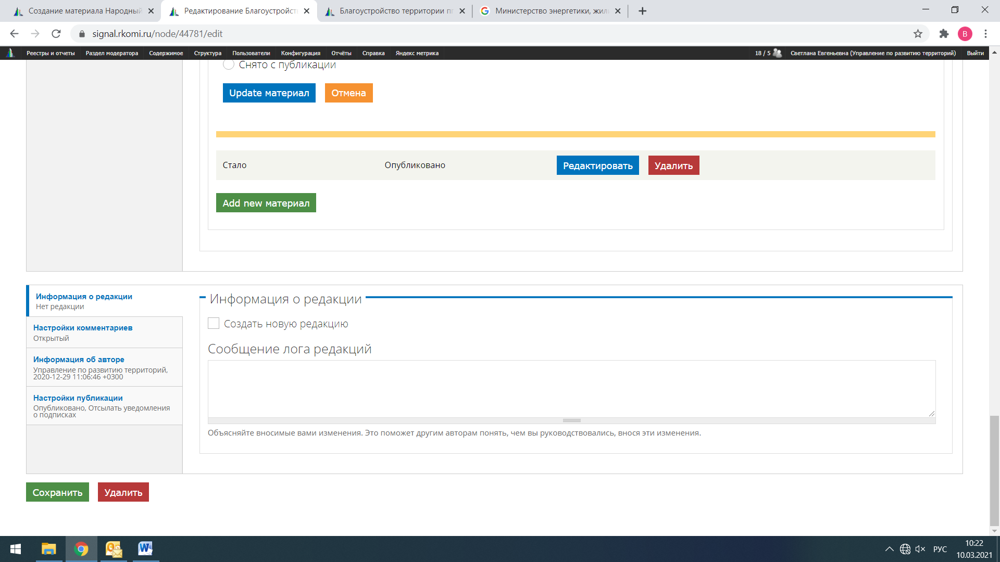 Создание материала Народный
Редактирование Благоустройст
Благоустройство территории пг
Министерство энергетики, жил
signal.rkomi.ru/node/44781/edit
В
Реестры и отчеты Раздел модератора Содержимое Структура Пользователи Конфигурация Отчёты Справка Яндекс метрика 18 / 5 Светлана Евгеньевна (Управление по развитию территорий) Выйти
Снято с публикации
Update материал Отмена
Стало Опубликовано Редактировать Удалить
Add new материал
Информация о редакции
Нет редакции
Настройки комментариев
Открытый
Информация об авторе
Управление по развитию территорий,
2020-12-29 11:06:46 +0300
Настройки публикации
Опубликовано, Отсылать уведомления
о подписках
Информация о редакции
Создать новую редакцию
Сообщение лога редакций
Объясняйте вносимые вами изменения. Это поможет другим авторам понять, чем вы руководствовались, внося эти изменения.
Сохранить Удалить
РУС
10:22
10.03.2021